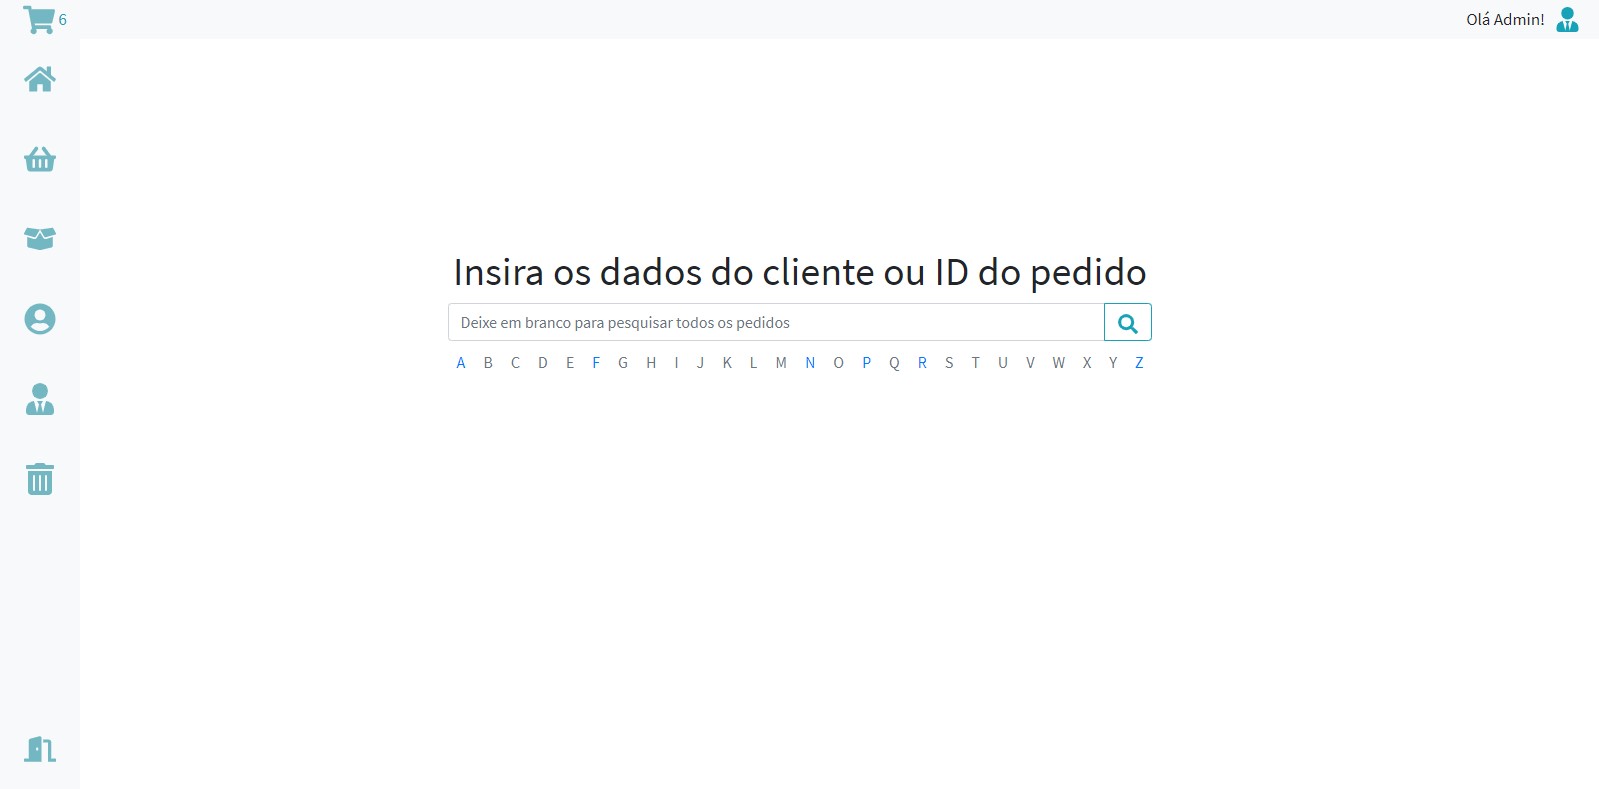 6
Olá Admin!
Insira os dados do cliente ou ID do pedido
Deixe em branco para pesquisar todos os pedidos
A B C D E F G H I J K L M N O P Q R S T U V W X Y Z